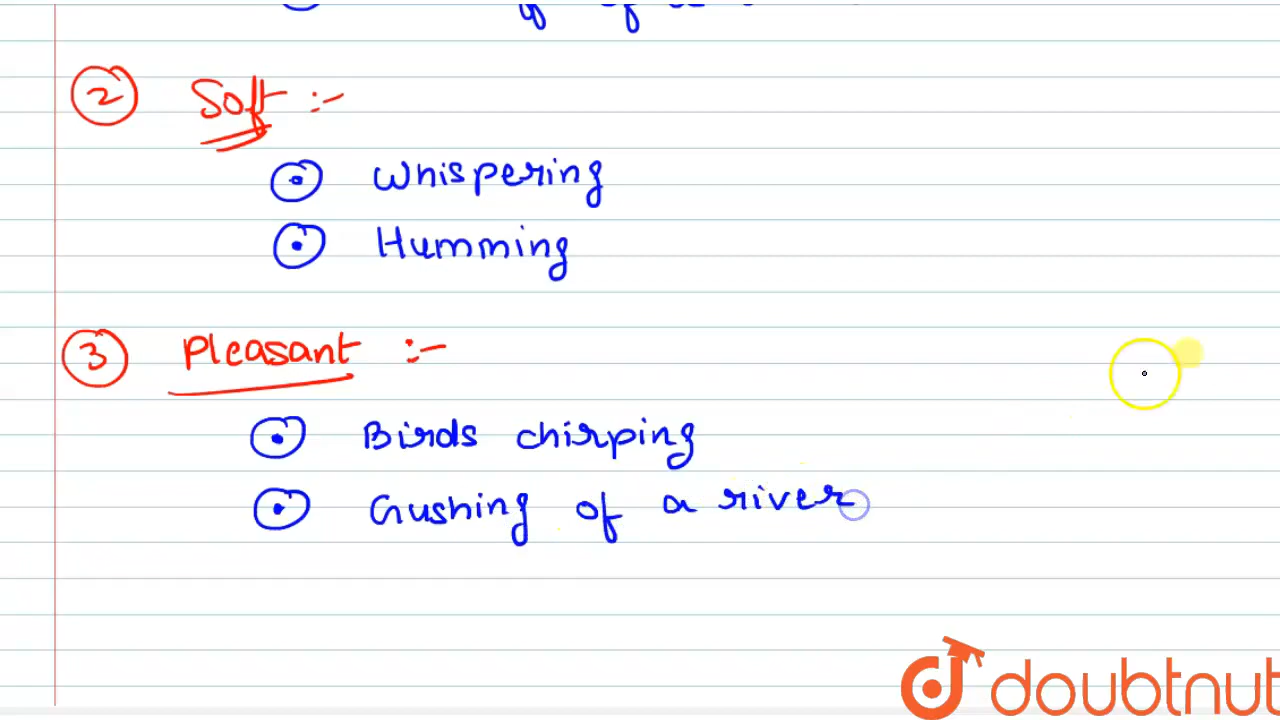 ② Soft :-
⊙ Whispering
⊙ Humming
③ Pleasant :-
⊙ Birds chirping
⊙ Gushing of a river
doubtnut